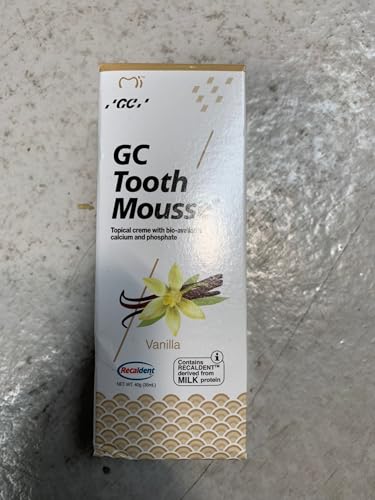 GC
GC
Tooth
Mousse
Topical creme with bio-available
calcium and phosphate
Vanilla
Recaldent
NET WT. 40g (35ml)
Contains
RECALDENT™
derived from
MILK protein
i